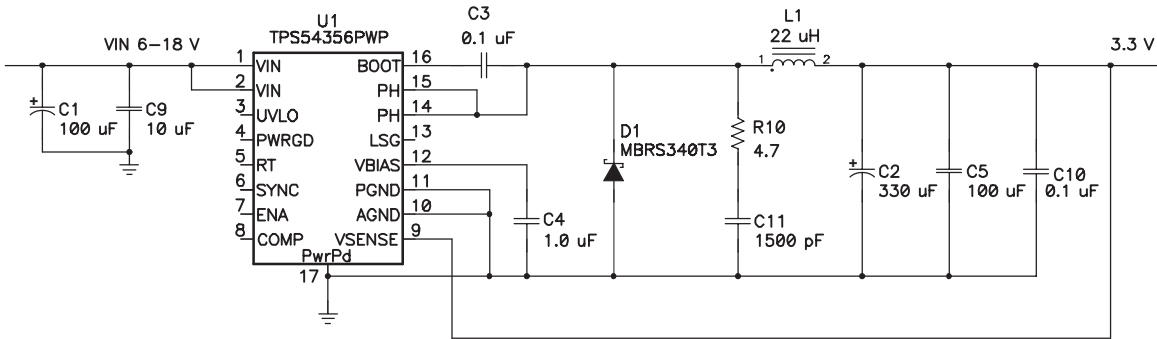 VIN 6-18 V
U1
TPS54356PWP
C3
0.1 uF
L1
22 uH
3.3 V
1 VIN
2 VIN
3 UVLO
4 PWRGD
5 RT
6 SYNC
7 ENA
8 COMP
BOOT 16
PH 15
PH 14
LSG 13
VBIAS 12
PGND 11
AGND 10
VSENSE 9
PwrPd
17
1
2
+
C1
100 uF
C9
10 uF
C4
1.0 uF
D1
MBRS340T3
R10
4.7
C11
1500 pF
+
C2
330 uF
C5
100 uF
C10
0.1 uF